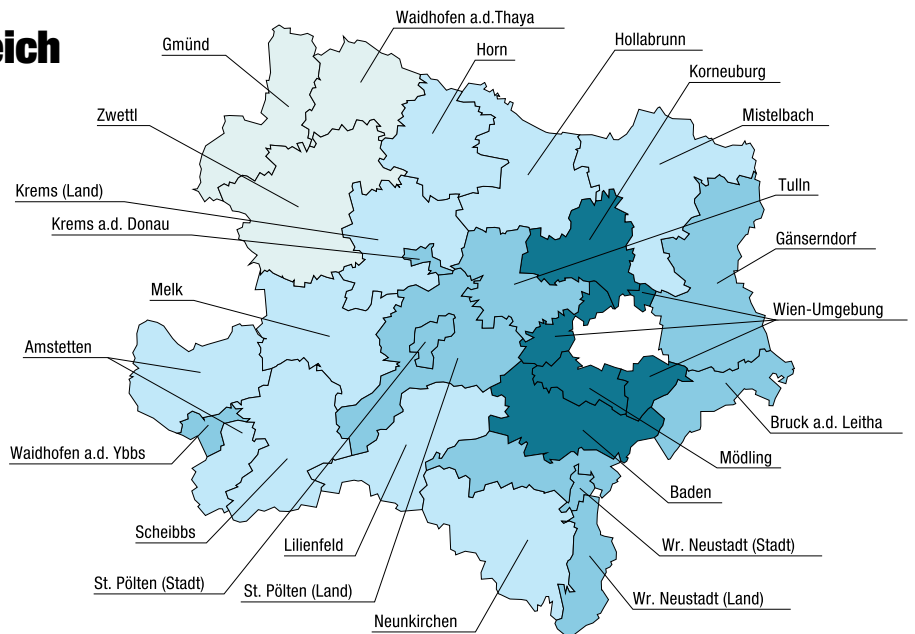 eich
Waidhofen a.d.Thaya
Gmünd
Horn
Hollabrunn
Korneuburg
Zwettl
Mistelbach
Krems (Land)
Tulln
Krems a.d. Donau
Gänserndorf
Melk
Wien-Umgebung
Amstetten
Bruck a.d. Leitha
Waidhofen a.d. Ybbs
Mödling
Baden
Scheibbs
Lilienfeld
Wr. Neustadt (Stadt)
St. Pölten (Stadt)
St. Pölten (Land)
Wr. Neustadt (Land)
Neunkirchen